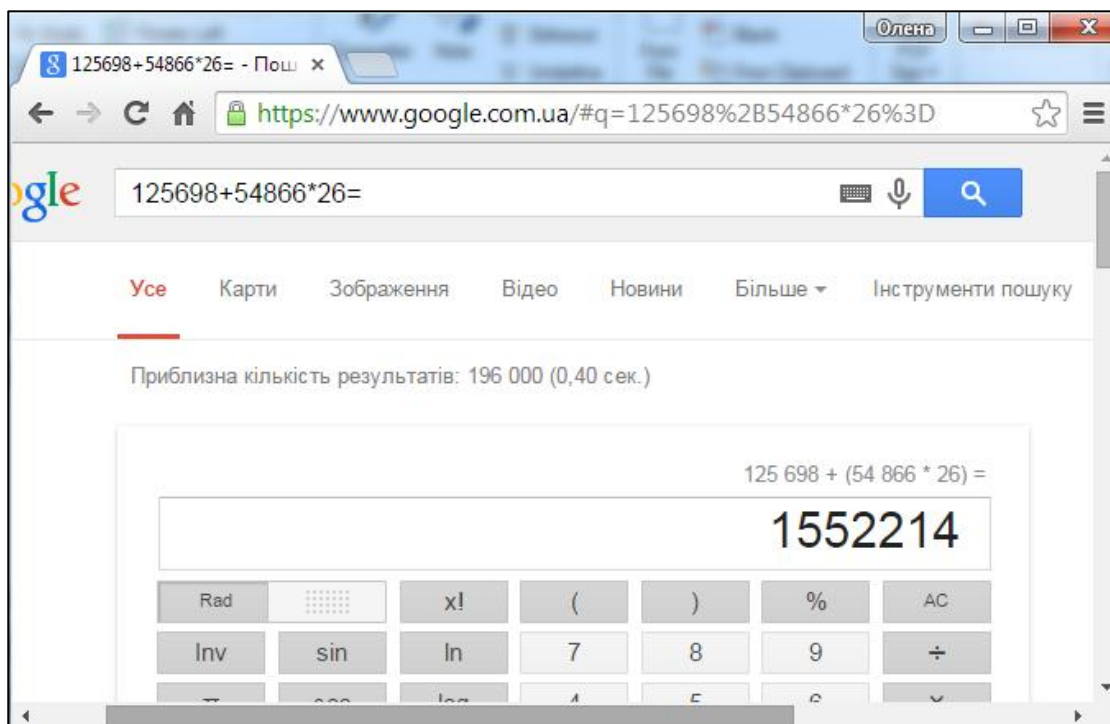 Олена
125698+54866*26= - Пош
https://www.google.com.ua/#q=125698%2B54866*26%3D
ogle 125698+54866*26=
Усе Карти Зображення Відео Новини Більше Інструменти пошуку
Приблизна кількість результатів: 196 000 (0,40 сек.)
125 698 + (54 866 * 26) =
1552214
Rad x! ( ) % AC
Inv sin ln 7 8 9 ÷